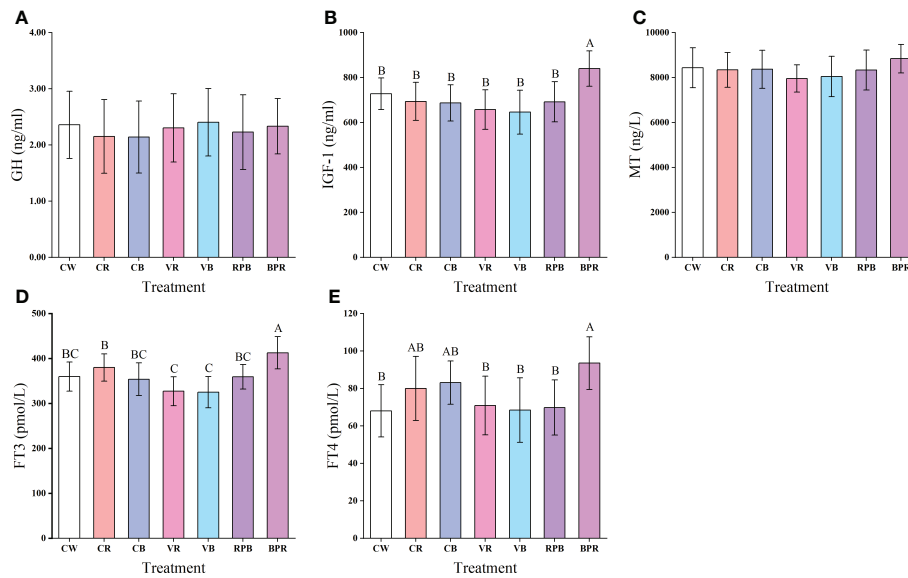 A
GH (ng/ml)
4.00
3.00
2.00
1.00
0.00
CW CR CB VR VB RPB BPR
Treatment
B
IGF-1 (ng/ml)
1000
800
600
400
200
0
B B B B B B A
CW CR CB VR VB RPB BPR
Treatment
C
MT (ng/L)
10000
8000
6000
4000
2000
0
CW CR CB VR VB RPB BPR
Treatment
D
FT3 (pmol/L)
500
400
300
200
100
0
BC B BC C C BC A
CW CR CB VR VB RPB BPR
Treatment
E
FT4 (pmol/L)
120
100
80
60
40
20
0
B AB AB B B B A
CW CR CB VR VB RPB BPR
Treatment